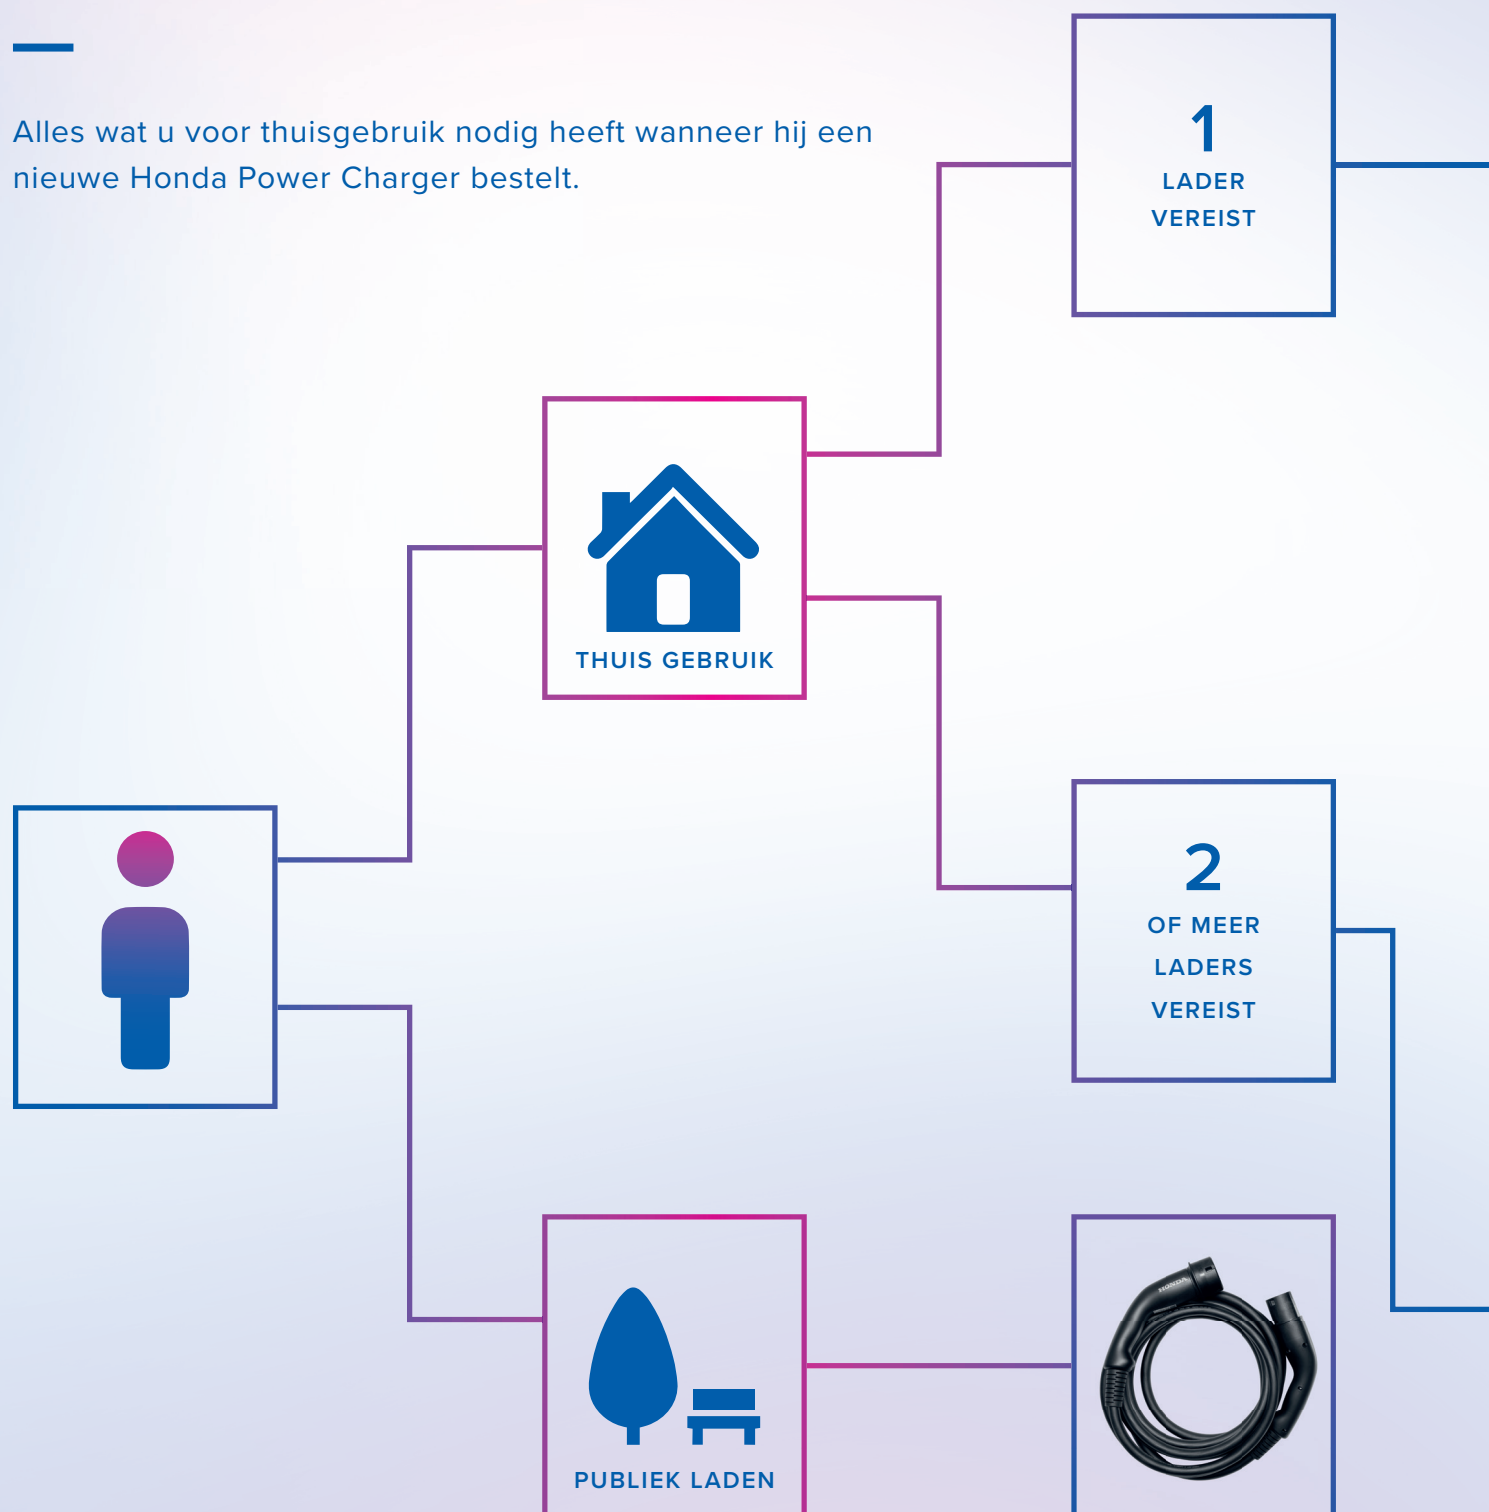 Alles wat u voor thuisgebruik nodig heeft wanneer hij een
nieuwe Honda Power Charger bestelt.
1
LADER
VEREIST
THUIS GEBRUIK
2
OF MEER
LADERS
VEREIST
HONDA
PUBLIEK LADEN